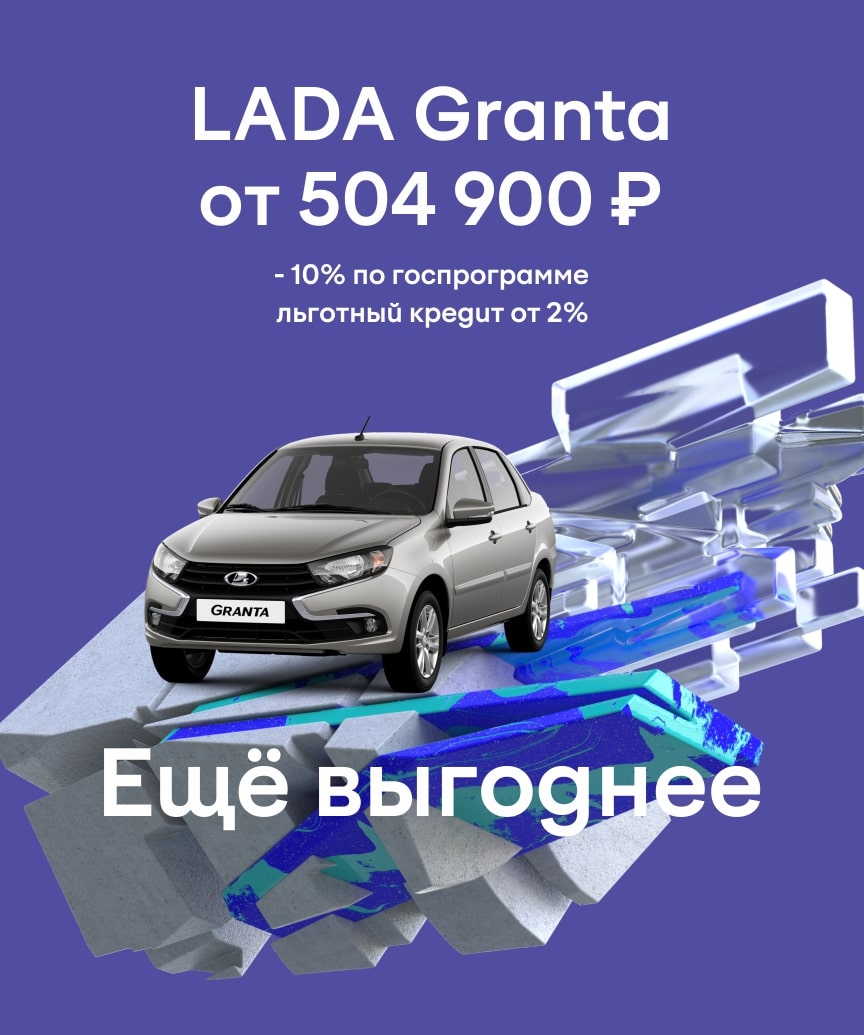 LADA Granta
от 504 900 ₽
- 10% по госпрограмме
льготный кредит от 2%
GRANTA
Ещё выгоднее